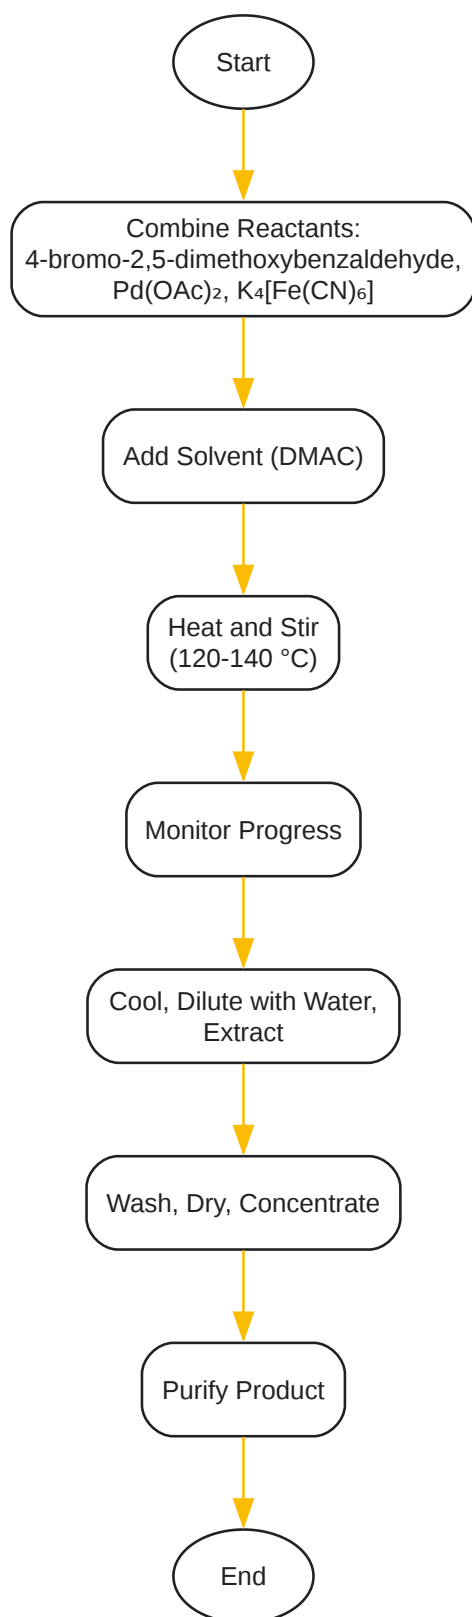 Start
Combine Reactants:
4-bromo-2,5-dimethoxybenzaldehyde,
Pd(OAc)₂, K₄[Fe(CN)₆]
Add Solvent (DMAC)
Heat and Stir
(120-140 °C)
Monitor Progress
Cool, Dilute with Water,
Extract
Wash, Dry, Concentrate
Purify Product
End